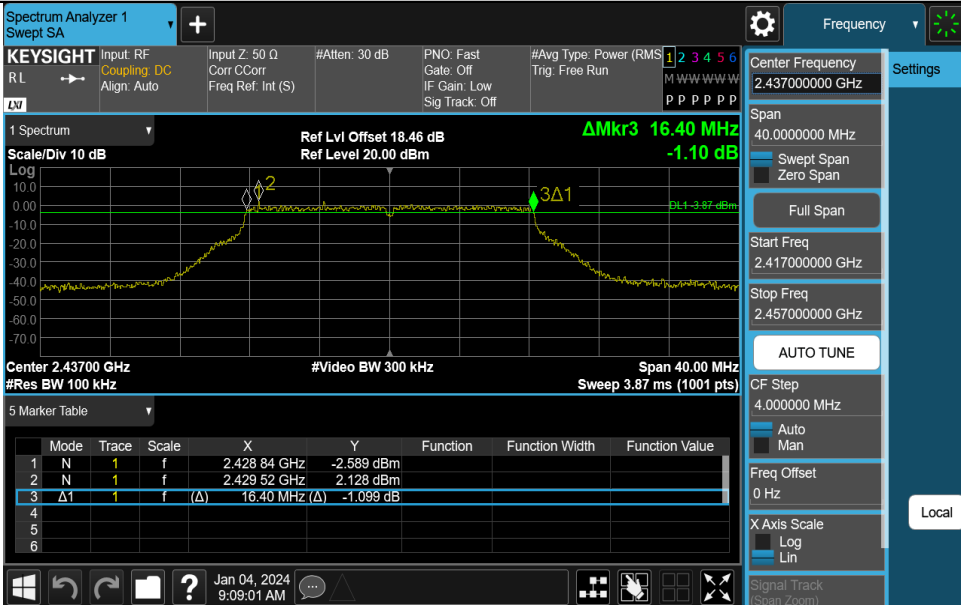 Spectrum Analyzer 1
Swept SA
+
Frequency
KEYSIGHT
RL
LXI
Input: RF
Coupling: DC
Align: Auto
Input Z: 50 Ω
Corr CCorr
Freq Ref: Int (S)
#Atten: 30 dB
PNO: Fast
Gate: Off
IF Gain: Low
Sig Track: Off
#Avg Type: Power (RMS
Trig: Free Run
1 2 3 4 5 6
M W W W W W
P P P P P P
1 Spectrum
Scale/Div 10 dB
Ref Lvl Offset 18.46 dB
Ref Level 20.00 dBm
ΔMkr3 16.40 MHz
-1.10 dB
Log
10.0
0.00
-10.0
-20.0
-30.0
-40.0
-50.0
-60.0
-70.0
2
3Δ1
DL1 -3.87 dBm
Center 2.43700 GHz
#Video BW 300 kHz
Span 40.00 MHz
#Res BW 100 kHz
Sweep 3.87 ms (1001 pts)
5 Marker Table
Mode Trace Scale X Y Function Function Width Function Value
1 N 1 f 2.428 84 GHz -2.589 dBm
2 N 1 f 2.429 52 GHz 2.128 dBm
3 Δ1 1 f (Δ) 16.40 MHz (Δ) -1.099 dB
4
5
6
?
Jan 04, 2024
9:09:01 AM
Center Frequency
2.437000000 GHz
Span
40.0000000 MHz
Swept Span
Zero Span
Full Span
Start Freq
2.417000000 GHz
Stop Freq
2.457000000 GHz
AUTO TUNE
CF Step
4.000000 MHz
Auto
Man
Freq Offset
0 Hz
X Axis Scale
Log
Lin
Signal Track
(Span Zoom)
Settings
Local